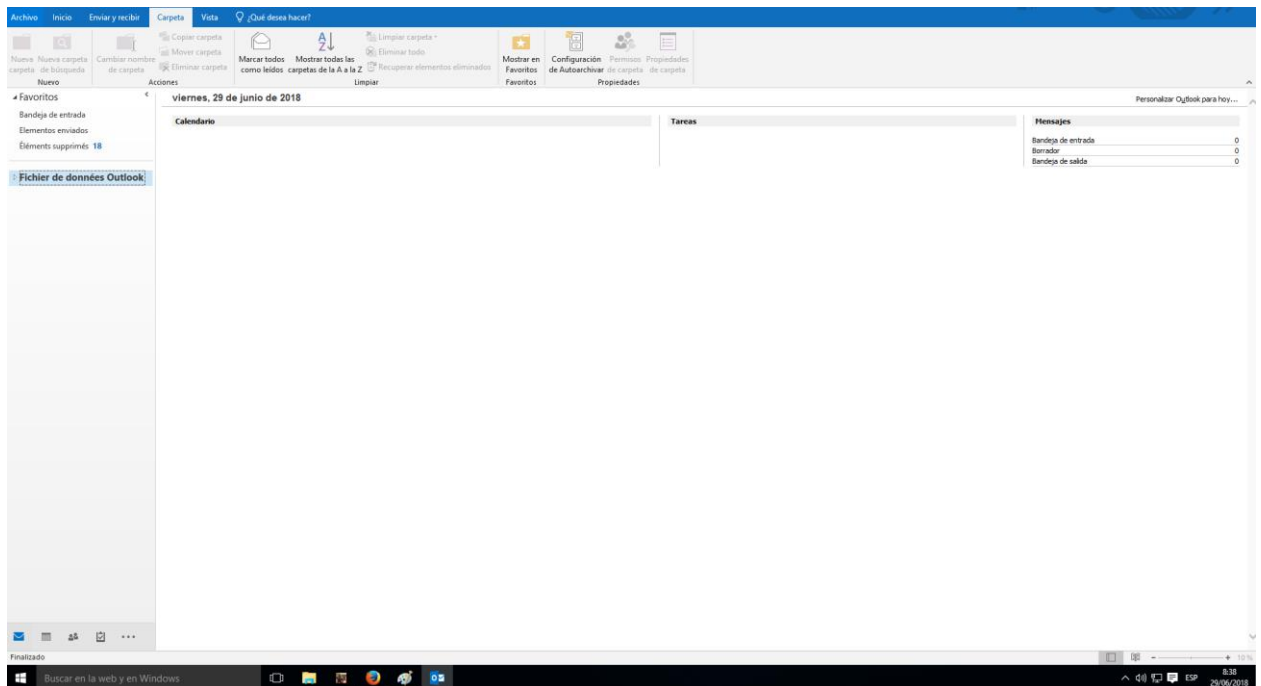 Archivo Inicio Enviar y recibir Carpeta Vista ¿Qué desea hacer?
Nueva carpeta
Nueva carpeta de búsqueda
Nuevo
Cambiar nombre de carpeta
Copiar carpeta
Mover carpeta
Eliminar carpeta
Acciones
Marcar todos como leídos
Mostrar todas las carpetas de la A a la Z
Limpiar carpeta
Eliminar todo
Recuperar elementos eliminados
Limpiar
Mostrar en Favoritos
Favoritos
Configuración de Autoarchivar
Permisos de carpeta
Propiedades de carpeta
Propiedades
Favoritos
Bandeja de entrada
Elementos enviados
Éléments supprimés 18
Fichier de données Outlook
viernes, 29 de junio de 2018
Personalizar Outlook para hoy...
Calendario
Tareas
Mensajes
Bandeja de entrada 0
Borrador 0
Bandeja de salida 0
Finalizado
10%
Buscar en la web y en Windows
ESP
8:38
29/06/2018